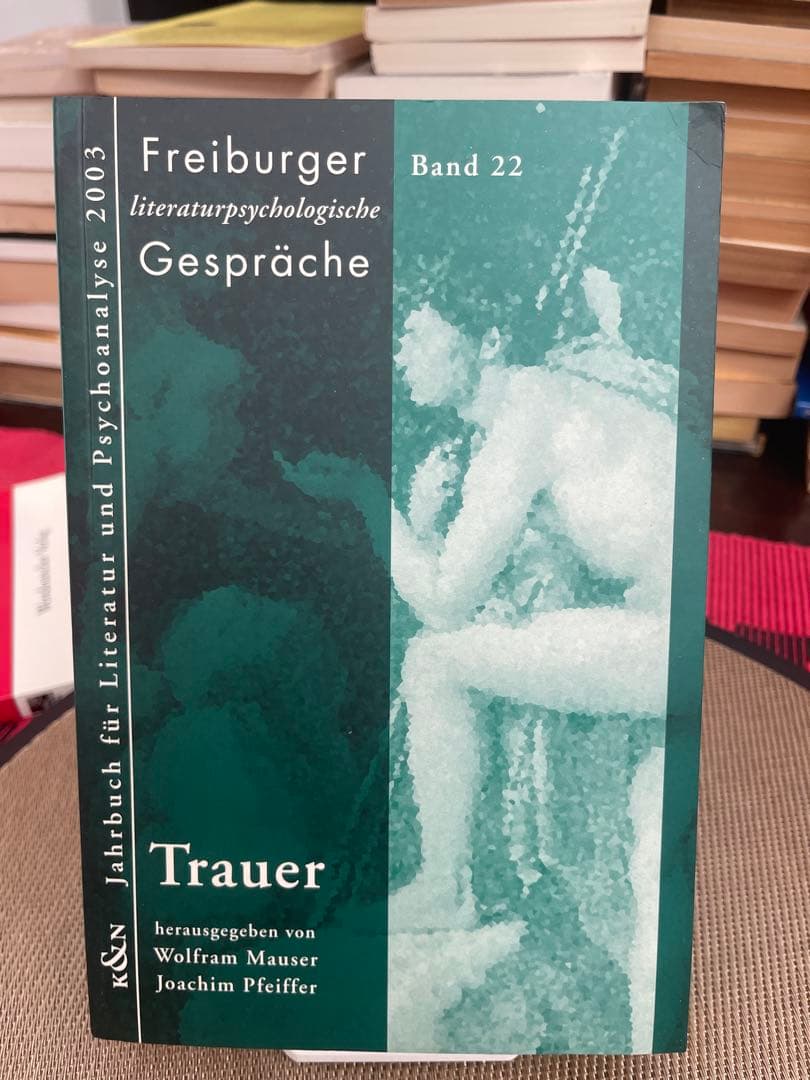 Freiburger
literaturpsychologische
Gespräche
Band 22
K&N Jahrbuch für Literatur und Psychoanalyse 2003
Trauer
herausgegeben von
Wolfram Mauser
Joachim Pfeiffer